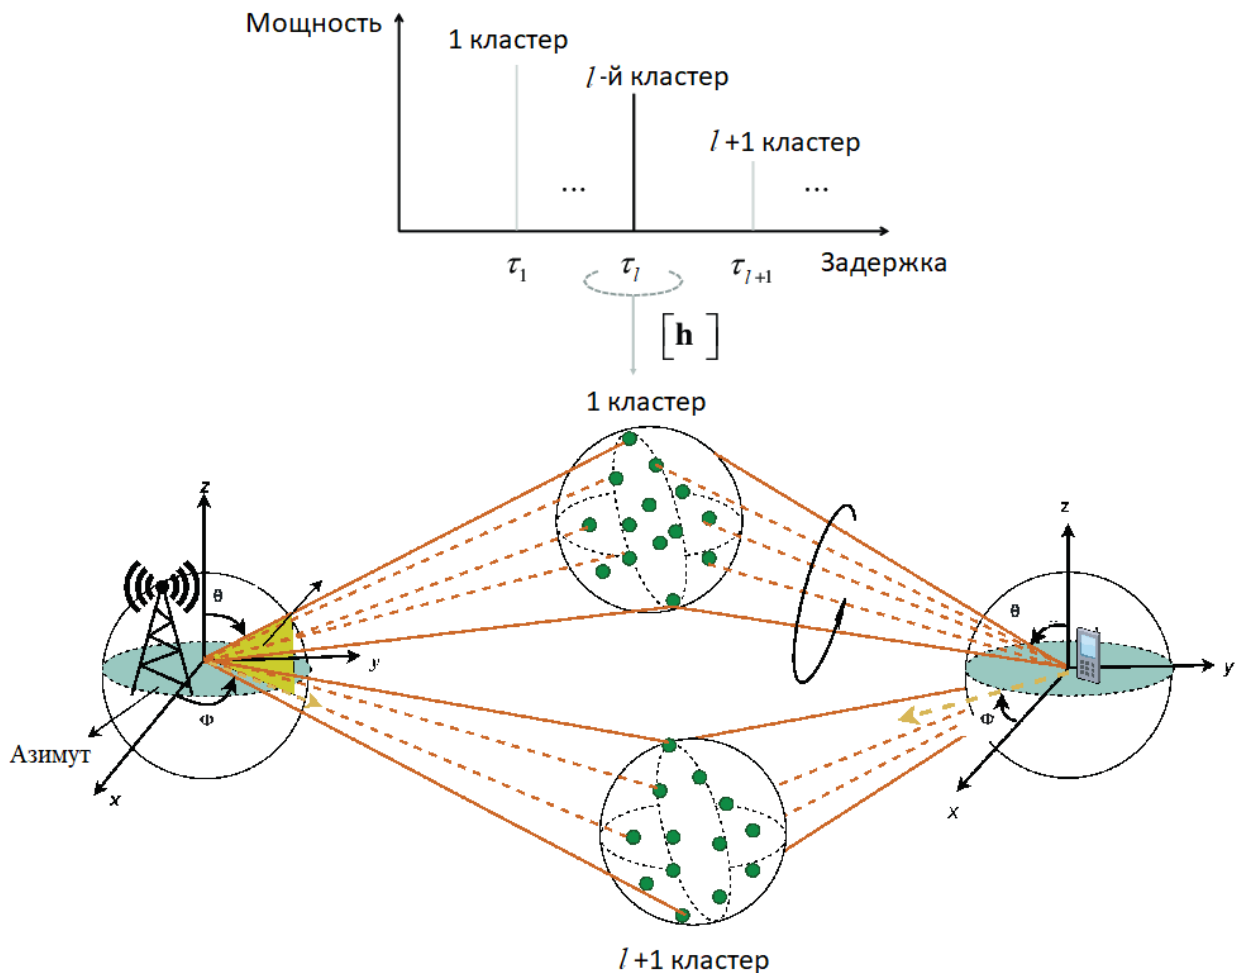 Мощность
1 кластер
l -й кластер
l +1 кластер
... ...
τ₁ τₗ τₗ₊₁ Задержка
[h ]
1 кластер
z
z
θ
θ
y
y
Φ
Φ
Азимут
x
x
l +1 кластер